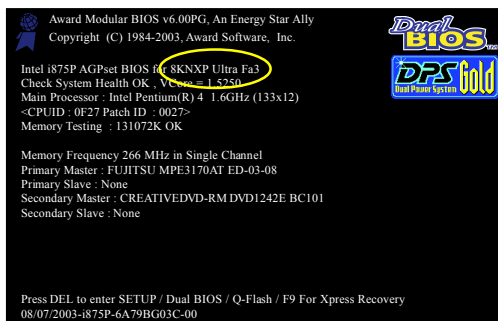 Award Modular BIOS v6.00PG, An Energy Star Ally
Copyright (C) 1984-2003, Award Software, Inc.
Dual
BIOS
Intel i875P AGPset BIOS for 8KNXP Ultra Fa3
Check System Health OK , VCore = 1.5250
Main Processor : Intel Pentium(R) 4 1.6GHz (133x12)
<CPUID : 0F27 Patch ID : 0027>
Memory Testing : 131072K OK
DPS Gold
Dual Power System
Memory Frequency 266 MHz in Single Channel
Primary Master : FUJITSU MPE3170AT ED-03-08
Primary Slave : None
Secondary Master : CREATIVEDVD-RM DVD1242E BC101
Secondary Slave : None
Press DEL to enter SETUP / Dual BIOS / Q-Flash / F9 For Xpress Recovery
08/07/2003-i875P-6A79BG03C-00